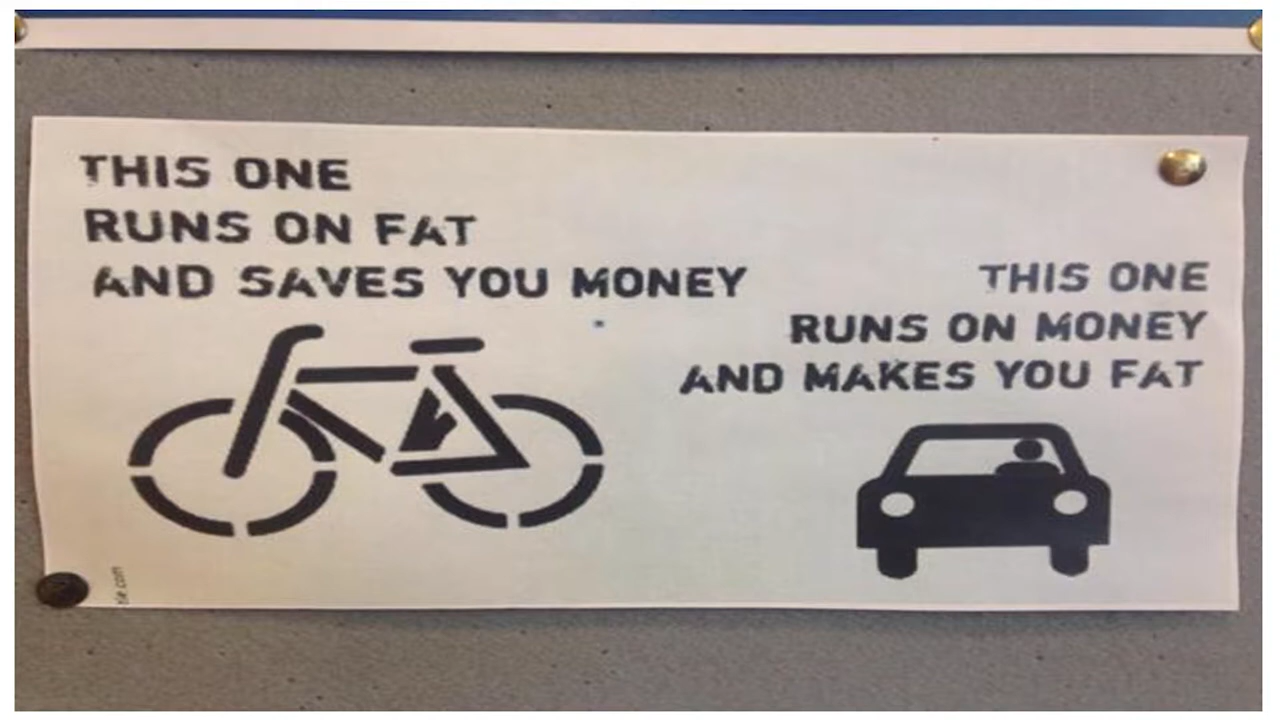 THIS ONE
RUNS ON FAT
AND SAVES YOU MONEY
THIS ONE
RUNS ON MONEY
AND MAKES YOU FAT